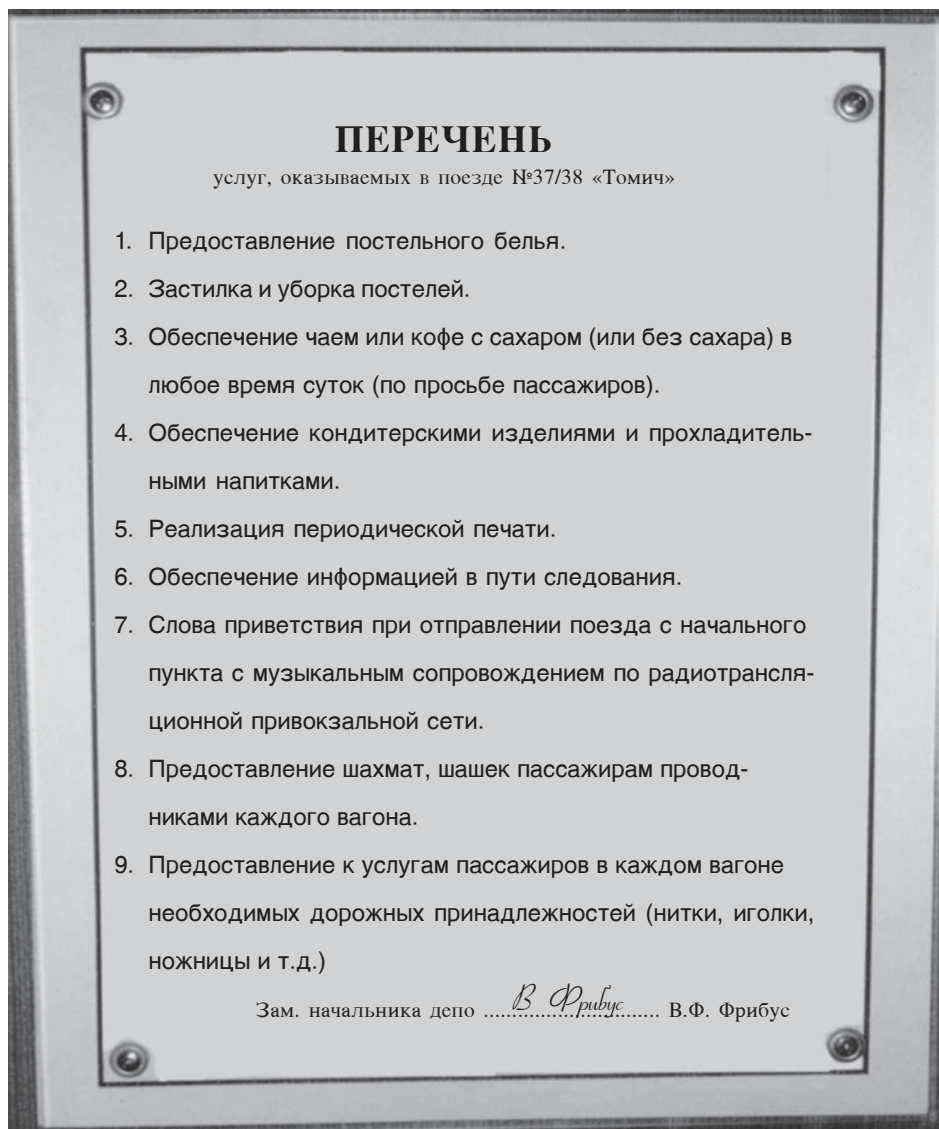 ПЕРЕЧЕНЬ
услуг, оказываемых в поезде №37/38 «Томич»
1. Предоставление постельного белья.
2. Застилка и уборка постелей.
3. Обеспечение чаем или кофе с сахаром (или без сахара) в
любое время суток (по просьбе пассажиров).
4. Обеспечение кондитерскими изделиями и прохладитель-
ными напитками.
5. Реализация периодической печати.
6. Обеспечение информацией в пути следования.
7. Слова приветствия при отправлении поезда с начального
пункта с музыкальным сопровождением по радиотрансля-
ционной привокзальной сети.
8. Предоставление шахмат, шашек пассажирам провод-
никами каждого вагона.
9. Предоставление к услугам пассажиров в каждом вагоне
необходимых дорожных принадлежностей (нитки, иголки,
ножницы и т.д.)
Зам. начальника депо ...В Фрибус... В.Ф. Фрибус